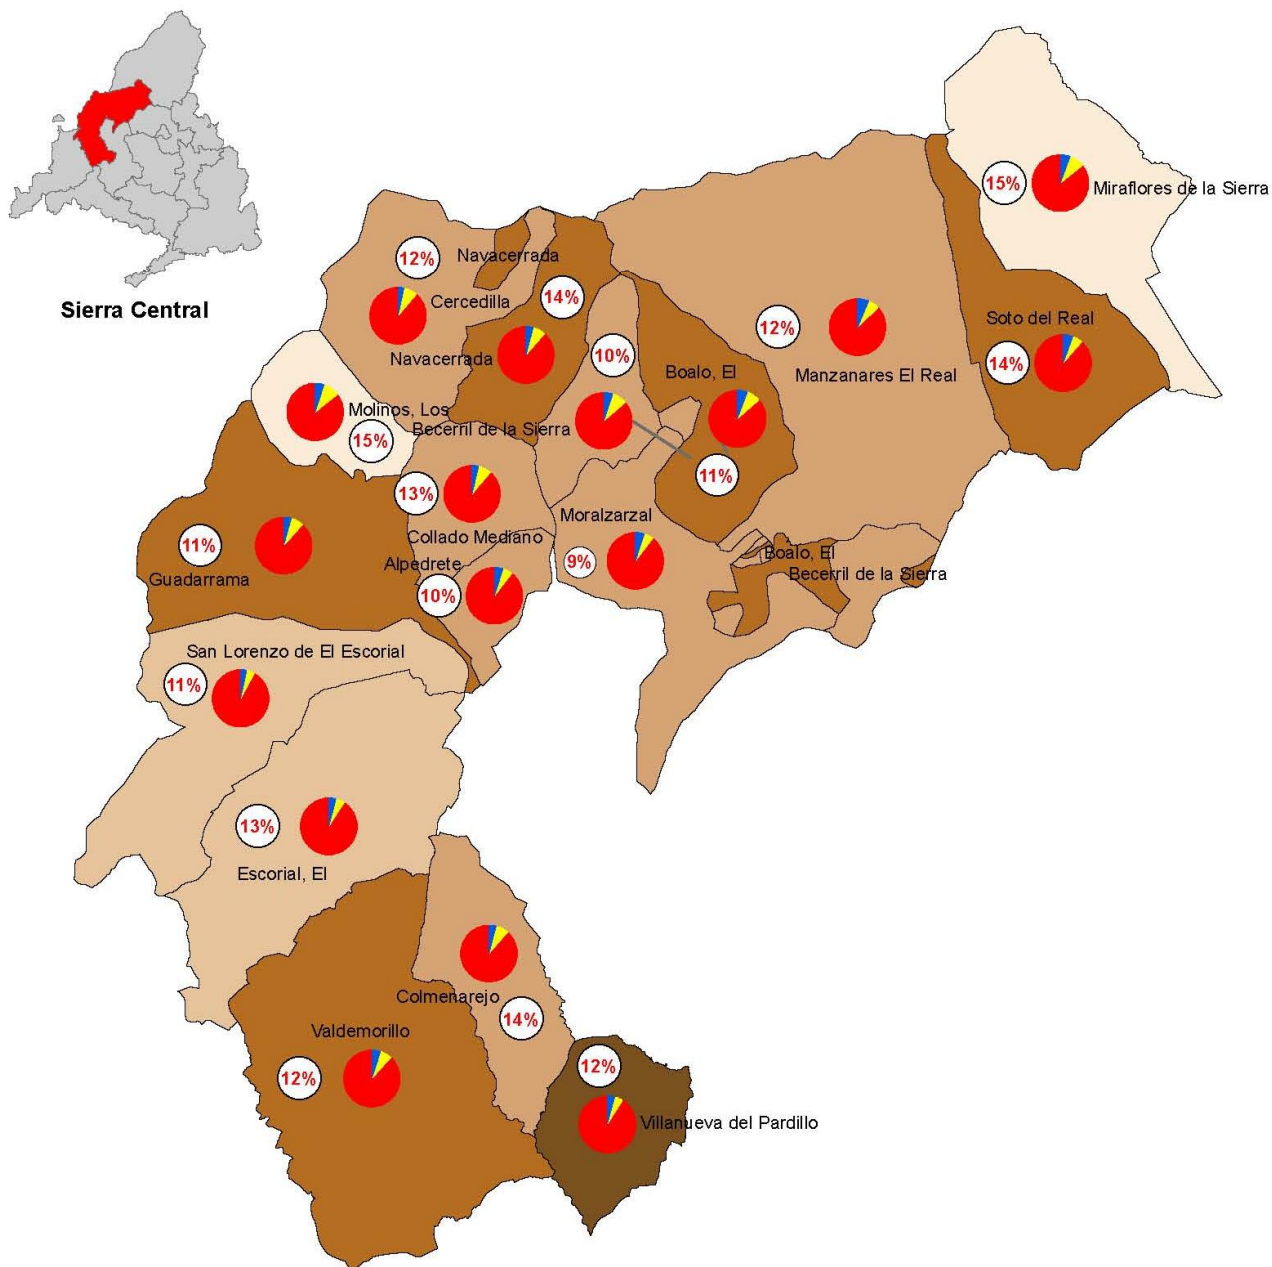 Sierra Central
15%
Miraflores de la Sierra
12%
Navacerrada
Cercedilla
14%
Navacerrada
10%
Boalo, El
12%
Manzanares El Real
Soto del Real
14%
Molinos, Los
15%
Becerril de la Sierra
11%
13%
Collado Mediano
Moralzarzal
9%
11%
Guadarrama
Alpedrete
10%
Boalo, El
Becerril de la Sierra
San Lorenzo de El Escorial
11%
13%
Escorial, El
Colmenarejo
14%
Valdemorillo
12%
12%
Villanueva del Pardillo